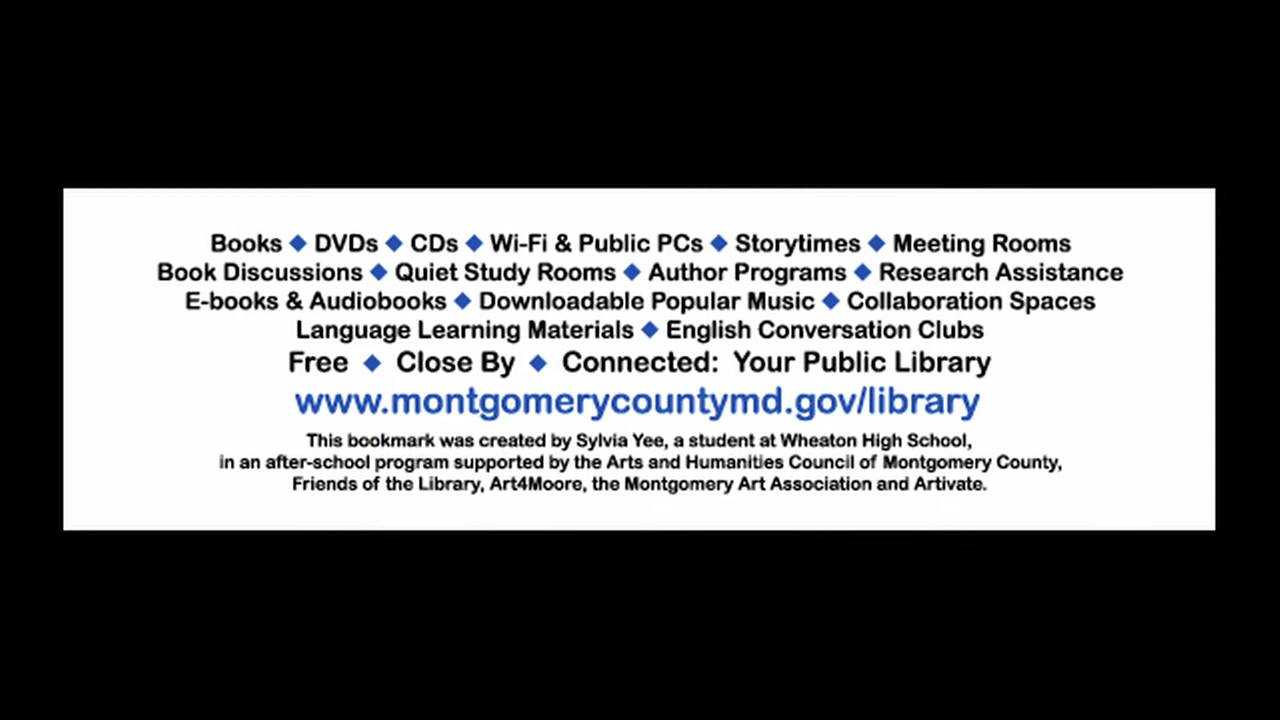 Books ◆ DVDs ◆ CDs ◆ Wi-Fi & Public PCs ◆ Storytimes ◆ Meeting Rooms
Book Discussions ◆ Quiet Study Rooms ◆ Author Programs ◆ Research Assistance
E-books & Audiobooks ◆ Downloadable Popular Music ◆ Collaboration Spaces
Language Learning Materials ◆ English Conversation Clubs
Free ◆ Close By ◆ Connected: Your Public Library
www.montgomerycountymd.gov/library
This bookmark was created by Sylvia Yee, a student at Wheaton High School,
in an after-school program supported by the Arts and Humanities Council of Montgomery County,
Friends of the Library, Art4Moore, the Montgomery Art Association and Artivate.